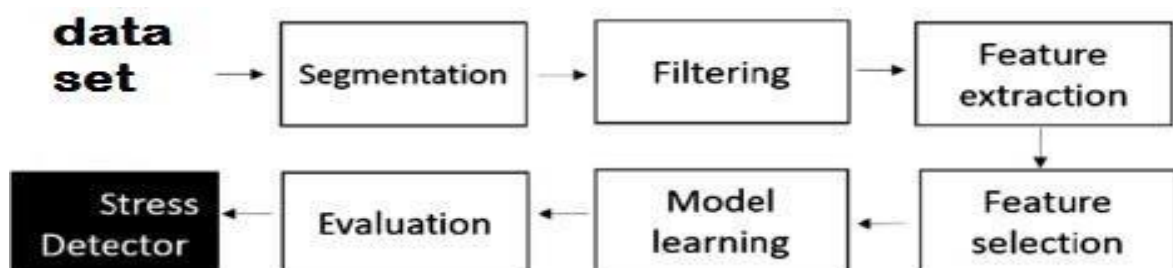 data
set
Segmentation
Filtering
Feature
extraction
Feature
selection
Model
learning
Evaluation
Stress
Detector